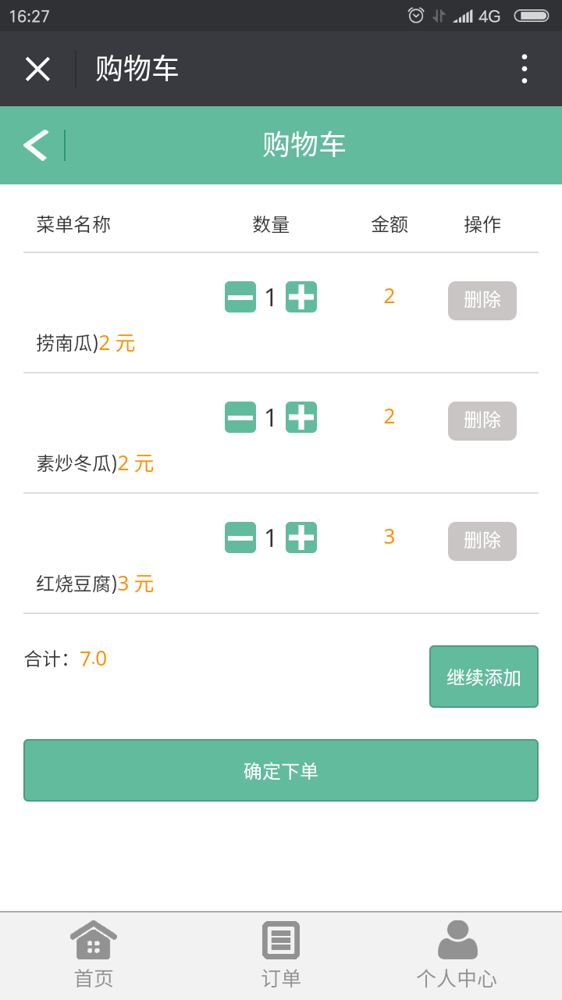 16:27 4G
购物车
购物车
菜单名称 数量 金额 操作
1 2 删除
捞南瓜)2 元
1 2 删除
素炒冬瓜)2 元
1 3 删除
红烧豆腐)3 元
合计：7.0
继续添加
确定下单
首页 订单 个人中心